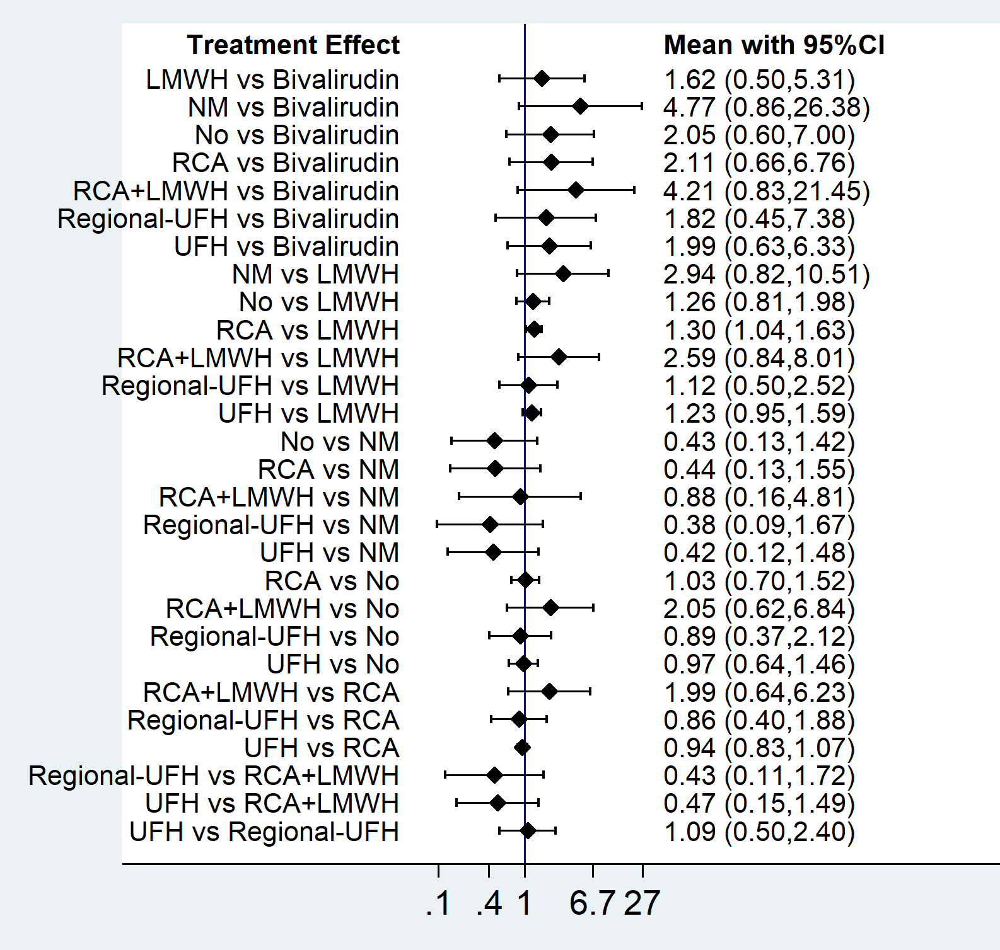 Treatment Effect Mean with 95%CI
LMWH vs Bivalirudin 1.62 (0.50,5.31)
NM vs Bivalirudin 4.77 (0.86,26.38)
No vs Bivalirudin 2.05 (0.60,7.00)
RCA vs Bivalirudin 2.11 (0.66,6.76)
RCA+LMWH vs Bivalirudin 4.21 (0.83,21.45)
Regional-UFH vs Bivalirudin 1.82 (0.45,7.38)
UFH vs Bivalirudin 1.99 (0.63,6.33)
NM vs LMWH 2.94 (0.82,10.51)
No vs LMWH 1.26 (0.81,1.98)
RCA vs LMWH 1.30 (1.04,1.63)
RCA+LMWH vs LMWH 2.59 (0.84,8.01)
Regional-UFH vs LMWH 1.12 (0.50,2.52)
UFH vs LMWH 1.23 (0.95,1.59)
No vs NM 0.43 (0.13,1.42)
RCA vs NM 0.44 (0.13,1.55)
RCA+LMWH vs NM 0.88 (0.16,4.81)
Regional-UFH vs NM 0.38 (0.09,1.67)
UFH vs NM 0.42 (0.12,1.48)
RCA vs No 1.03 (0.70,1.52)
RCA+LMWH vs No 2.05 (0.62,6.84)
Regional-UFH vs No 0.89 (0.37,2.12)
UFH vs No 0.97 (0.64,1.46)
RCA+LMWH vs RCA 1.99 (0.64,6.23)
Regional-UFH vs RCA 0.86 (0.40,1.88)
UFH vs RCA 0.94 (0.83,1.07)
Regional-UFH vs RCA+LMWH 0.43 (0.11,1.72)
UFH vs RCA+LMWH 0.47 (0.15,1.49)
UFH vs Regional-UFH 1.09 (0.50,2.40)
.1 .4 1 6.7 27